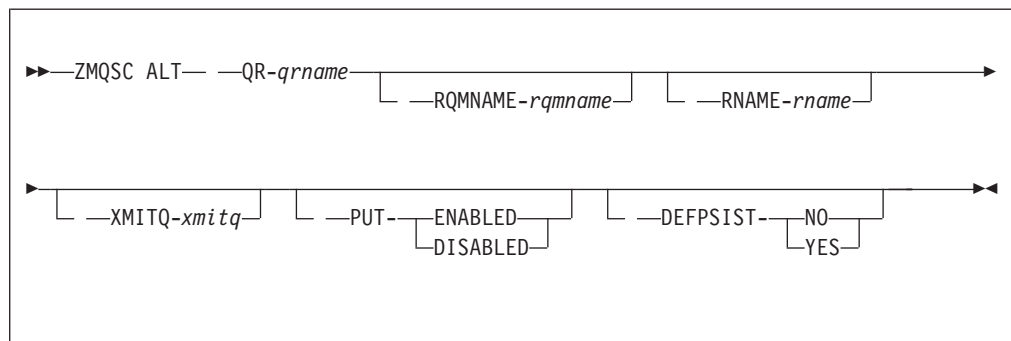 ZMQSC ALT QR-qrname
RQMNAME-rqmname RNAME-rname
XMITQ-xmitq PUT- ENABLED DEFPSIST- NO
DISABLED YES